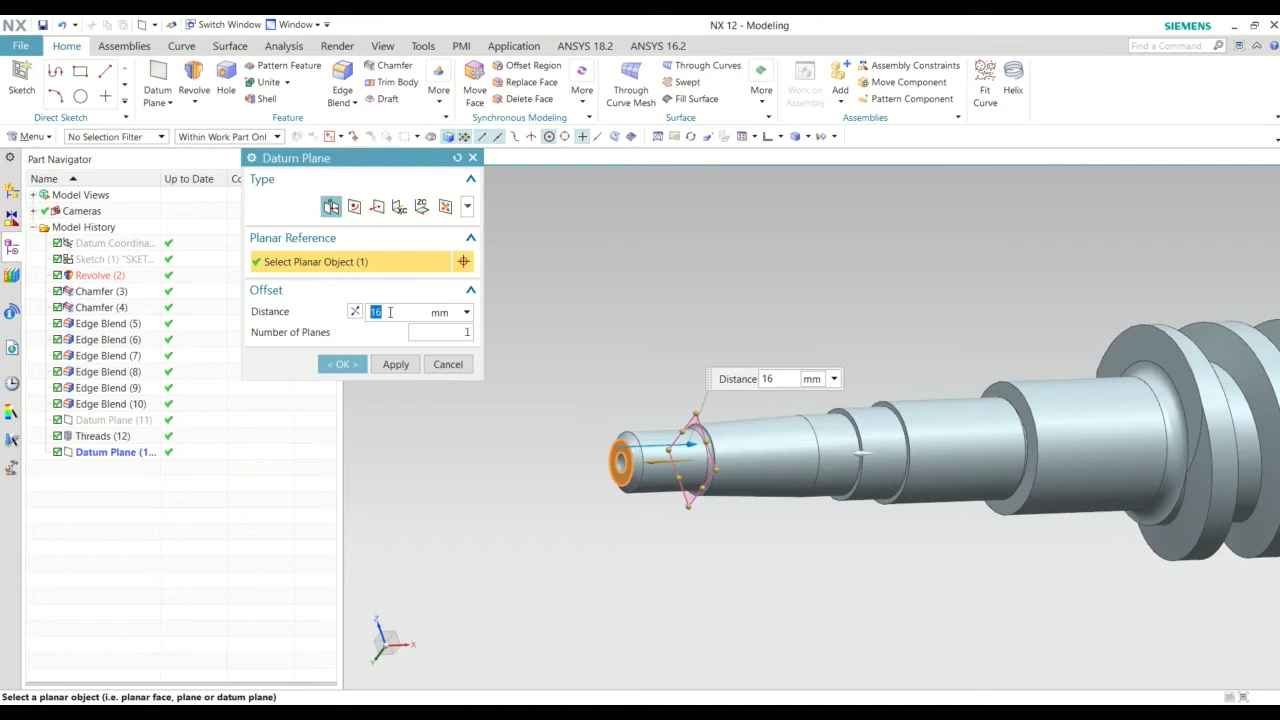 NX
Switch Window
Window
NX 12 - Modeling
SIEMENS
File
Home
Assemblies
Curve
Surface
Analysis
Render
View
Tools
PMI
Application
ANSYS 18.2
ANSYS 16.2
Find a Command
Sketch
Direct Sketch
Datum Plane
Revolve
Hole
Pattern Feature
Unite
Shell
Edge Blend
Chamfer
Trim Body
Draft
More
Feature
Move Face
Offset Region
Replace Face
Delete Face
More
Synchronous Modeling
Through Curve Mesh
Through Curves
Swept
Fill Surface
More
Surface
Work on Assembly
Add
Assembly Constraints
Move Component
Pattern Component
Assemblies
Fit Curve
Helix
Menu
No Selection Filter
Within Work Part Onl
Part Navigator
Name
Up to Date
Co
Model Views
Cameras
Model History
Datum Coordina...
Sketch (1) "SKET...
Revolve (2)
Chamfer (3)
Chamfer (4)
Edge Blend (5)
Edge Blend (6)
Edge Blend (7)
Edge Blend (8)
Edge Blend (9)
Edge Blend (10)
Datum Plane (11)
Threads (12)
Datum Plane (1...
Datum Plane
Type
XC
ZC
Planar Reference
Select Planar Object (1)
Offset
Distance
16
mm
Number of Planes
1
< OK >
Apply
Cancel
Distance 16 mm
Z
X
Y
Select a planar object (i.e. planar face, plane or datum plane)